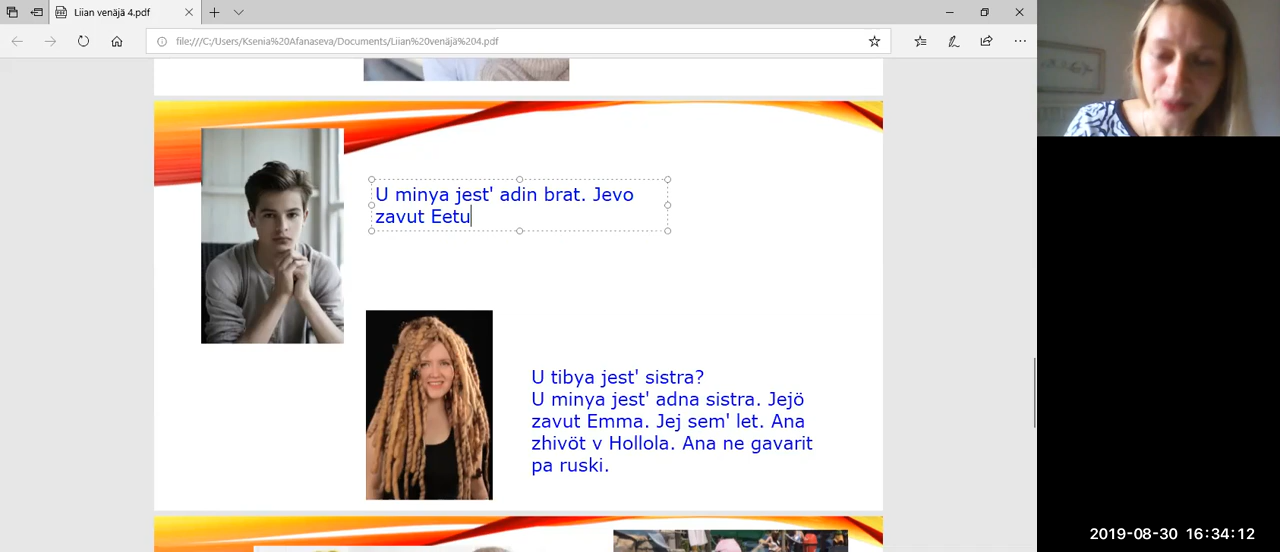 Liian venäjä 4.pdf
file:///C:/Users/Ksenia%20Afanaseva/Documents/Liian%20venäjä%204.pdf
U minya jest' adin brat. Jevo
zavut Eetu
U tibya jest' sistra?
U minya jest' adna sistra. Jejö
zavut Emma. Jej sem' let. Ana
zhivöt v Hollola. Ana ne gavarit
pa ruski.
2019-08-30 16:34:12